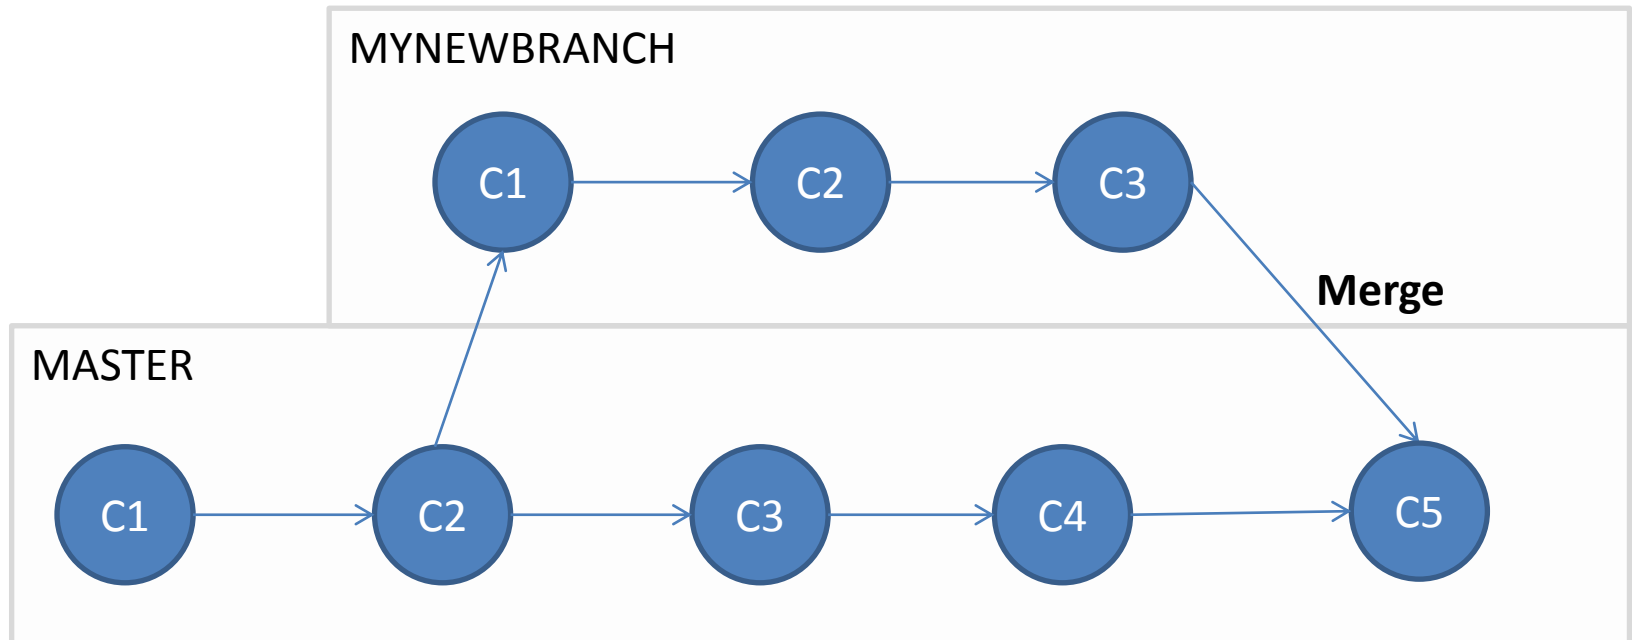 MYNEWBRANCH
C1 C2 C3
Merge
MASTER
C1 C2 C3 C4 C5